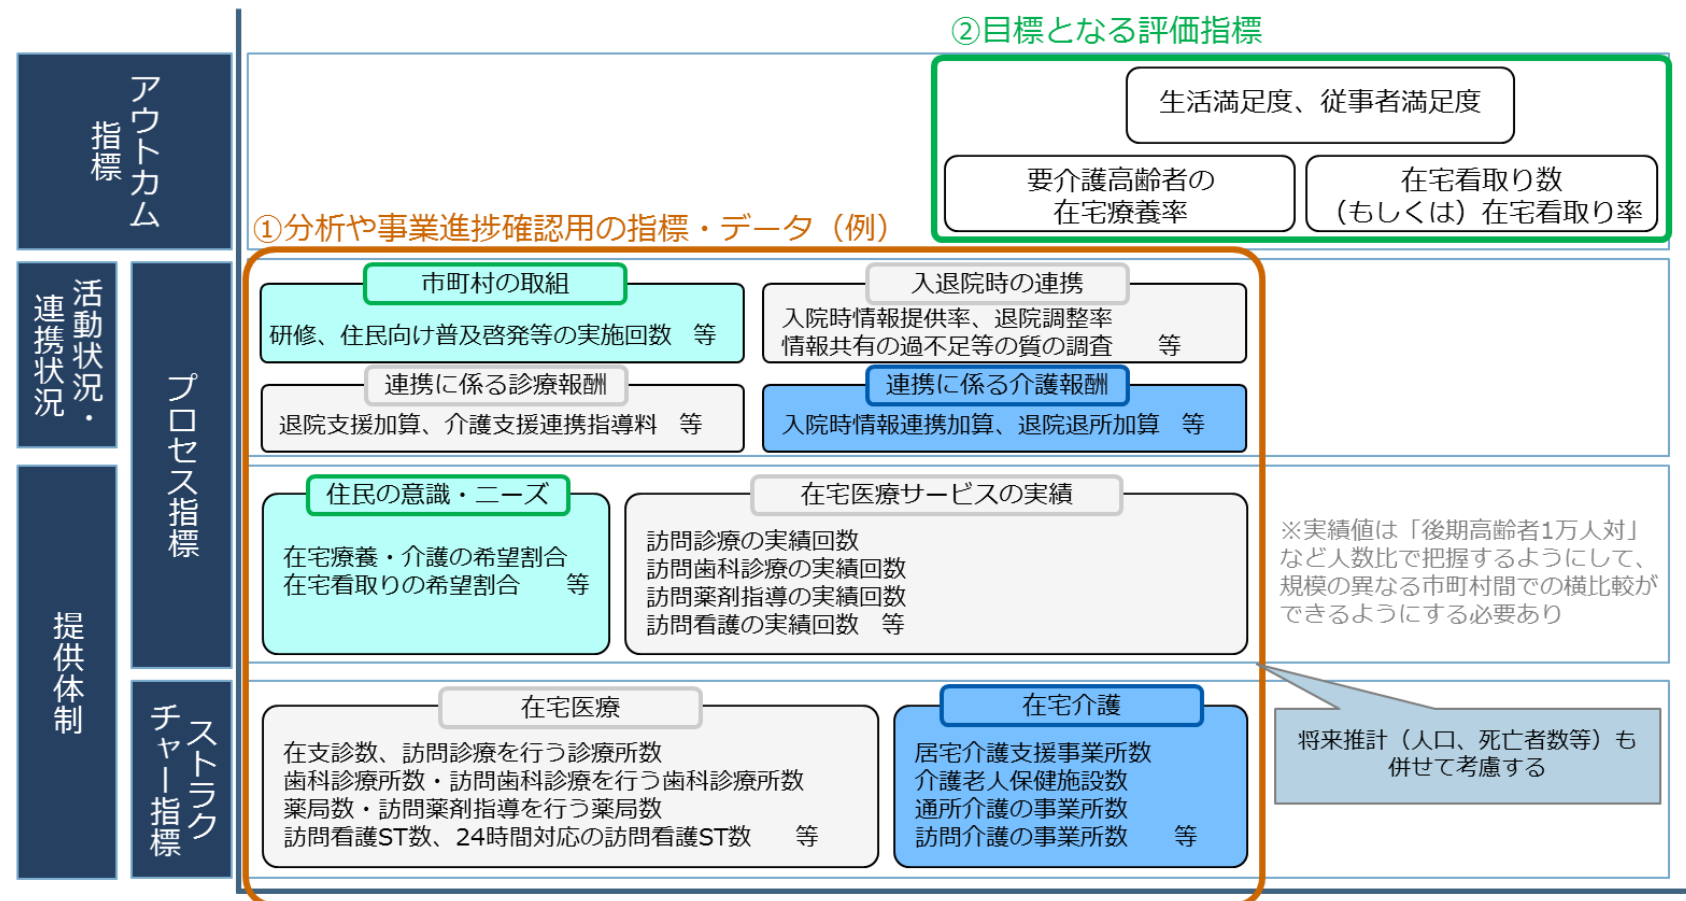 ②目標となる評価指標
アウトカム
指標
生活満足度、従事者満足度
要介護高齢者の
在宅療養率
在宅看取り数
（もしくは）在宅看取り率
①分析や事業進捗確認用の指標・データ（例）
活動状況・
連携状況
プロセス指標
市町村の取組
研修、住民向け普及啓発等の実施回数　等
入退院時の連携
入院時情報提供率、退院調整率
情報共有の過不足等の質の調査　　等
連携に係る診療報酬
退院支援加算、介護支援連携指導料　等
連携に係る介護報酬
入院時情報連携加算、退院退所加算　等
提供体制
住民の意識・ニーズ
在宅療養・介護の希望割合
在宅看取りの希望割合　　等
在宅医療サービスの実績
訪問診療の実績回数
訪問歯科診療の実績回数
訪問薬剤指導の実績回数
訪問看護の実績回数　等
※実績値は「後期高齢者1万人対」
など人数比で把握するようにして、
規模の異なる市町村間での横比較が
できるようにする必要あり
ストラク
チャー指標
在宅医療
在支診数、訪問診療を行う診療所数
歯科診療所数・訪問歯科診療を行う歯科診療所数
薬局数・訪問薬剤指導を行う薬局数
訪問看護ST数、24時間対応の訪問看護ST数　　等
在宅介護
居宅介護支援事業所数
介護老人保健施設数
通所介護の事業所数
訪問介護の事業所数　　等
将来推計（人口、死亡者数等）も
併せて考慮する